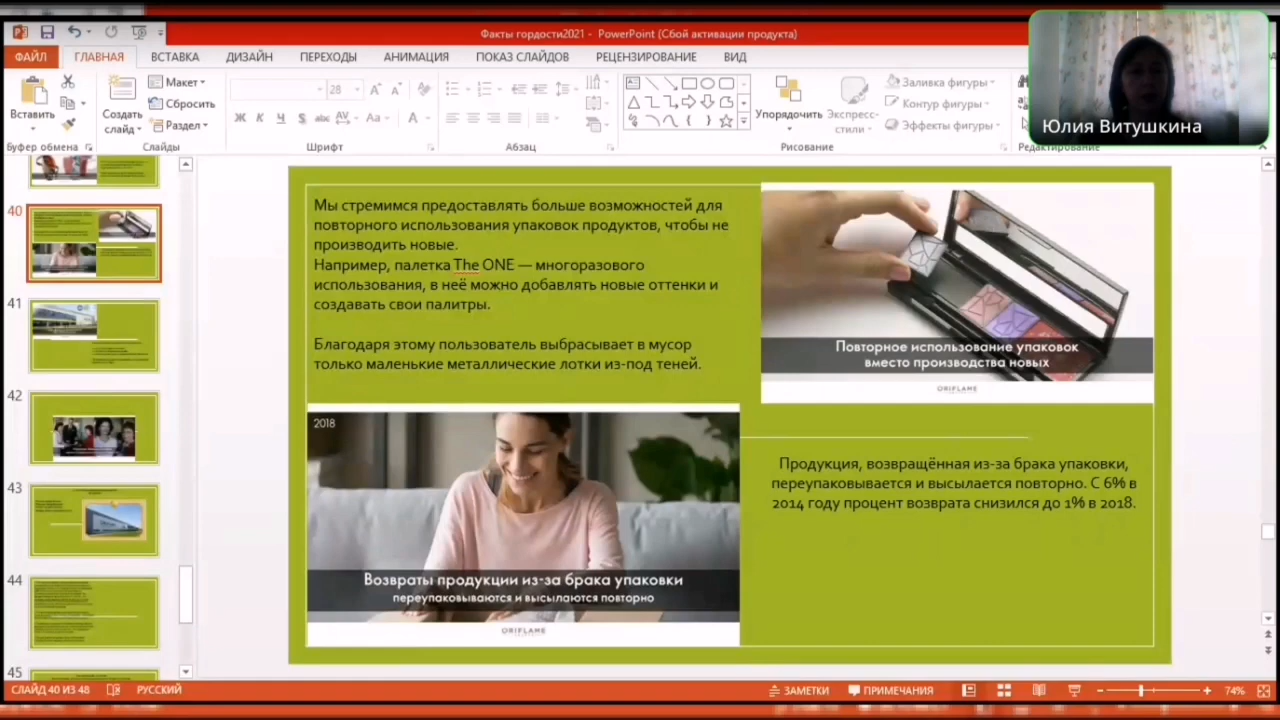 Факты гордости2021 - PowerPoint (Сбой активации продукта)
ФАЙЛ ГЛАВНАЯ ВСТАВКА ДИЗАЙН ПЕРЕХОДЫ АНИМАЦИЯ ПОКАЗ СЛАЙДОВ РЕЦЕНЗИРОВАНИЕ ВИД
Вставить
Создать слайд
Макет
Сбросить
Раздел
28
Ж К Ч S abc AV Aa A
Упорядочить
Экспресс-стили
Заливка фигуры
Контур фигуры
Эффекты фигуры
Буфер обмена Слайды Шрифт Абзац Рисование Редактирование
Юлия Витушкина
40
41
42
43
44
45
Мы стремимся предоставлять больше возможностей для
повторного использования упаковок продуктов, чтобы не
производить новые.
Например, палетка The ONE — многоразового
использования, в неё можно добавлять новые оттенки и
создавать свои палитры.
Благодаря этому пользователь выбрасывает в мусор
только маленькие металлические лотки из-под теней.
Повторное использование упаковок
вместо производства новых
ORIFLAME
2018
Возвраты продукции из-за брака упаковки
переупаковываются и высылаются повторно
ORIFLAME
Продукция, возвращённая из-за брака упаковки,
переупаковывается и высылается повторно. С 6% в
2014 году процент возврата снизился до 1% в 2018.
СЛАЙД 40 ИЗ 48 РУССКИЙ ЗАМЕТКИ ПРИМЕЧАНИЯ 74%